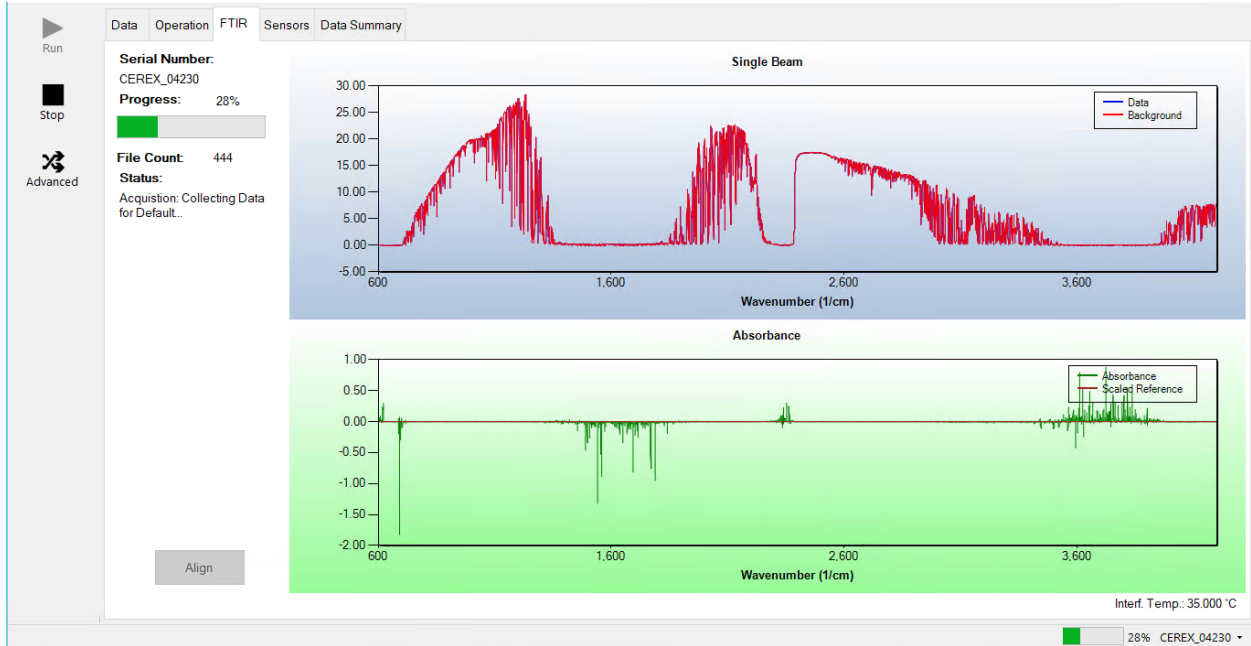 Run
Stop
Advanced
Data Operation FTIR Sensors Data Summary
Serial Number:
CEREX_04230
Progress: 28%
File Count: 444
Status:
Acquistion: Collecting Data
for Default...
Align
Single Beam
30.00
25.00
20.00
15.00
10.00
5.00
0.00
-5.00
600 1,600 2,600 3,600
Wavenumber (1/cm)
Data
Background
Absorbance
1.00
0.50
0.00
-0.50
-1.00
-1.50
-2.00
600 1,600 2,600 3,600
Wavenumber (1/cm)
Absorbance
Scaled Reference
Interf. Temp.: 35.000 °C
28% CEREX_04230